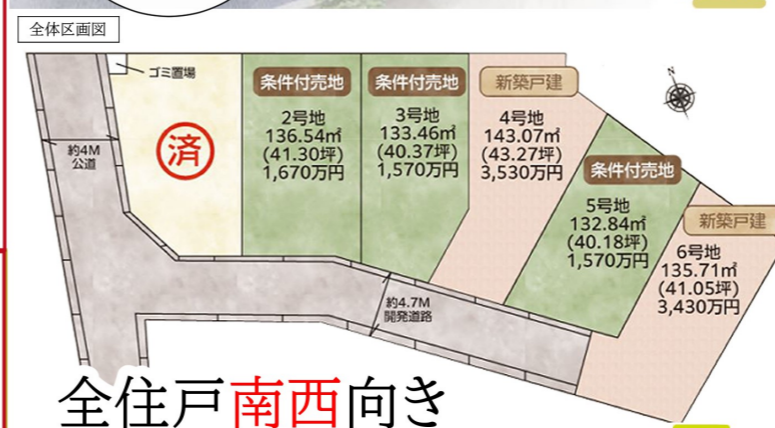 全体区画図
ゴミ置場
済
約4M
公道
条件付売地
2号地
136.54㎡
(41.30坪)
1,670万円
条件付売地
3号地
133.46㎡
(40.37坪)
1,570万円
新築戸建
4号地
143.07㎡
(43.27坪)
3,530万円
N
条件付売地
5号地
132.84㎡
(40.18坪)
1,570万円
新築戸建
6号地
135.71㎡
(41.05坪)
3,430万円
約4.7M
開発道路
全住戸南西向き